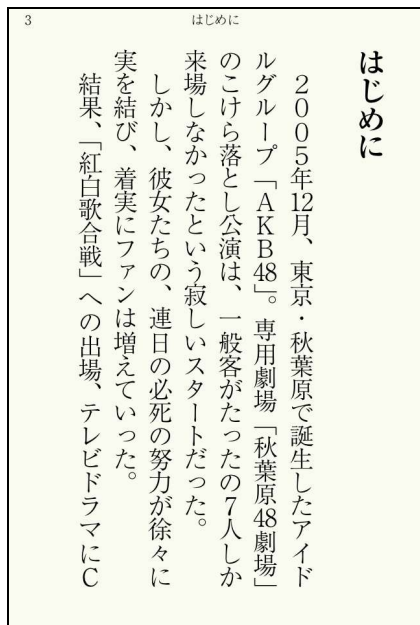 3
はじめに
はじめに
２００５年12月、東京・秋葉原で誕生したアイド
ルグループ「ＡＫＢ48」。専用劇場「秋葉原48劇場」
のこけら落とし公演は、一般客がたったの７人しか
来場しなかったという寂しいスタートだった。
しかし、彼女たちの、連日の必死の努力が徐々に
実を結び、着実にファンは増えていった。
結果、「紅白歌合戦」への出場、テレビドラマにＣ